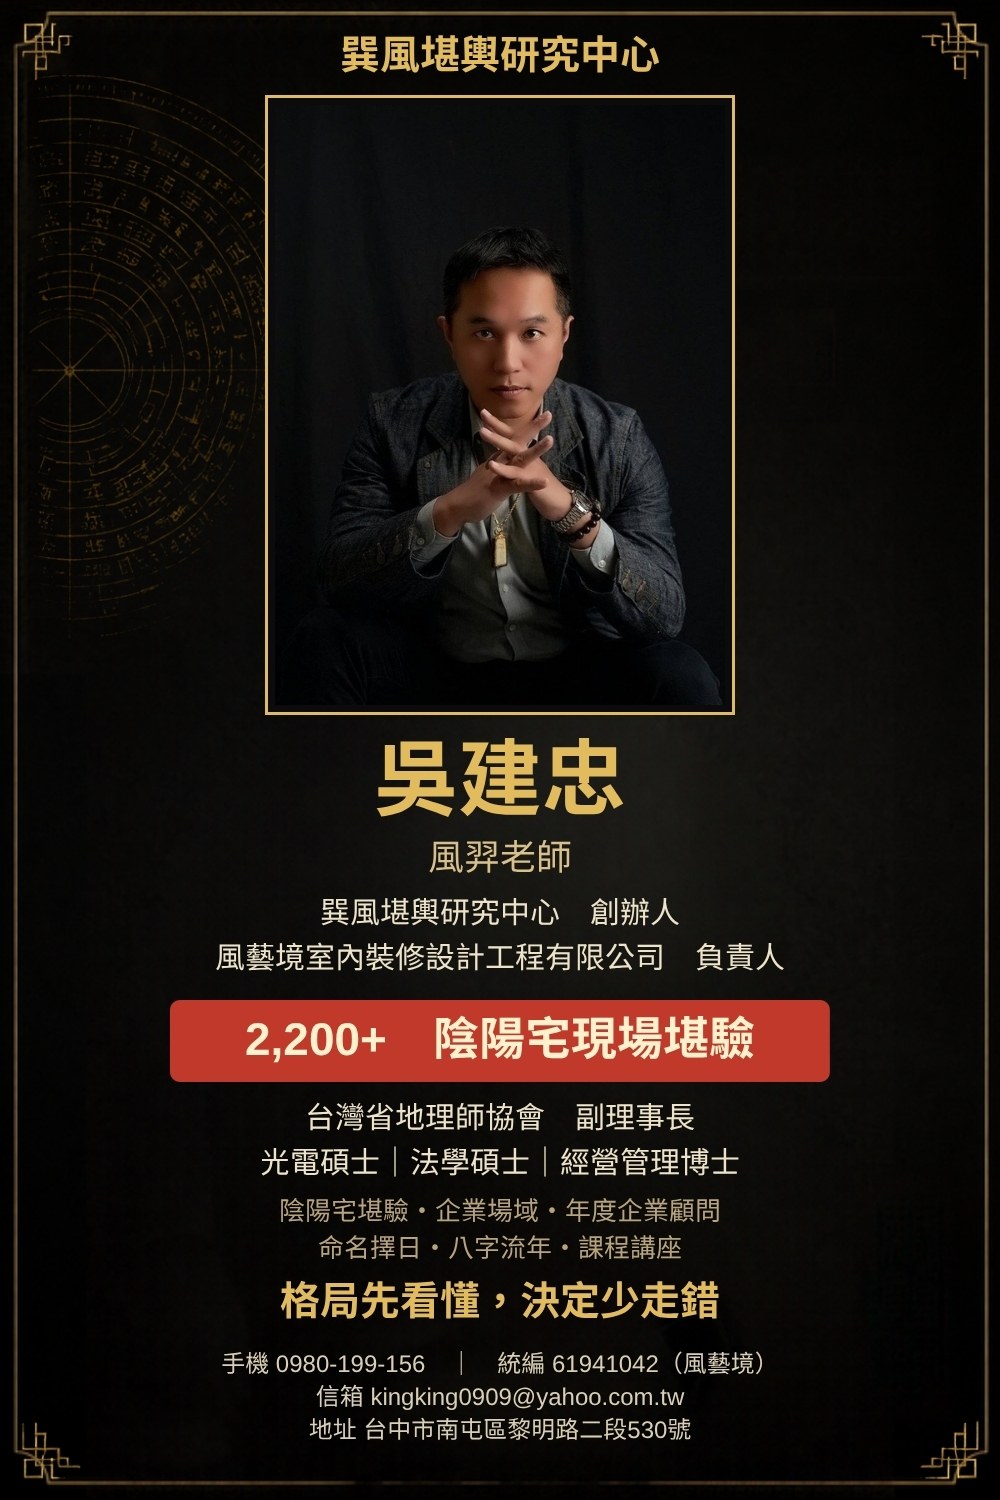 巽風堪輿研究中心
吳建忠
風羿老師
巽風堪輿研究中心　創辦人
風藝境室內裝修設計工程有限公司　負責人
2,200+　陰陽宅現場堪驗
台灣省地理師協會　副理事長
光電碩士｜法學碩士｜經營管理博士
陰陽宅堪驗・企業場域・年度企業顧問
命名擇日・八字流年・課程講座
格局先看懂，決定少走錯
手機 0980-199-156　｜　統編 61941042（風藝境）
信箱 kingking0909@yahoo.com.tw
地址 台中市南屯區黎明路二段530號